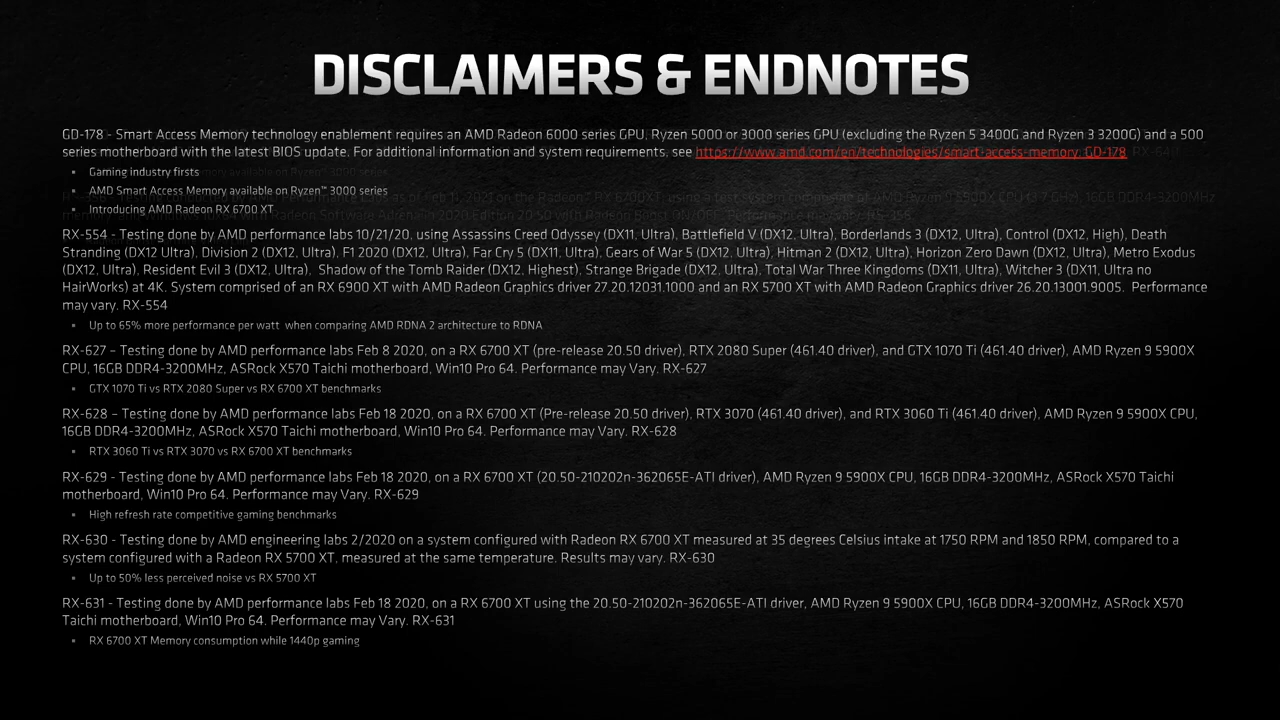 DISCLAIMERS & ENDNOTES
GD-178 - Smart Access Memory technology enablement requires an AMD Radeon 6000 series GPU, Ryzen 5000 or 3000 series GPU (excluding the Ryzen 5 3400G and Ryzen 3 3200G) and a 500
series motherboard with the latest BIOS update. For additional information and system requirements, see https://www.amd.com/en/technologies/smart-access-memory. GD-178
▪ Gaming industry firsts
▪ AMD Smart Access Memory available on Ryzen™ 3000 series
▪ Introducing AMD Radeon RX 6700 XT
RX-554 - Testing done by AMD performance labs 10/21/20, using Assassins Creed Odyssey (DX11, Ultra), Battlefield V (DX12, Ultra), Borderlands 3 (DX12, Ultra), Control (DX12, High), Death
Stranding (DX12 Ultra), Division 2 (DX12, Ultra), F1 2020 (DX12, Ultra), Far Cry 5 (DX11, Ultra), Gears of War 5 (DX12, Ultra), Hitman 2 (DX12, Ultra), Horizon Zero Dawn (DX12, Ultra), Metro Exodus
(DX12, Ultra), Resident Evil 3 (DX12, Ultra), Shadow of the Tomb Raider (DX12, Highest), Strange Brigade (DX12, Ultra), Total War Three Kingdoms (DX11, Ultra), Witcher 3 (DX11, Ultra no
HairWorks) at 4K. System comprised of an RX 6900 XT with AMD Radeon Graphics driver 27.20.12031.1000 and an RX 5700 XT with AMD Radeon Graphics driver 26.20.13001.9005. Performance
may vary. RX-554
▪ Up to 65% more performance per watt when comparing AMD RDNA 2 architecture to RDNA
RX-627 – Testing done by AMD performance labs Feb 8 2020, on a RX 6700 XT (pre-release 20.50 driver), RTX 2080 Super (461.40 driver), and GTX 1070 Ti (461.40 driver), AMD Ryzen 9 5900X
CPU, 16GB DDR4-3200MHz, ASRock X570 Taichi motherboard, Win10 Pro 64. Performance may Vary. RX-627
▪ GTX 1070 Ti vs RTX 2080 Super vs RX 6700 XT benchmarks
RX-628 – Testing done by AMD performance labs Feb 18 2020, on a RX 6700 XT (Pre-release 20.50 driver), RTX 3070 (461.40 driver), and RTX 3060 Ti (461.40 driver), AMD Ryzen 9 5900X CPU,
16GB DDR4-3200MHz, ASRock X570 Taichi motherboard, Win10 Pro 64. Performance may Vary. RX-628
▪ RTX 3060 Ti vs RTX 3070 vs RX 6700 XT benchmarks
RX-629 - Testing done by AMD performance labs Feb 18 2020, on a RX 6700 XT (20.50-210202n-362065E-ATI driver), AMD Ryzen 9 5900X CPU, 16GB DDR4-3200MHz, ASRock X570 Taichi
motherboard, Win10 Pro 64. Performance may Vary. RX-629
▪ High refresh rate competitive gaming benchmarks
RX-630 - Testing done by AMD engineering labs 2/2020 on a system configured with Radeon RX 6700 XT measured at 35 degrees Celsius intake at 1750 RPM and 1850 RPM, compared to a
system configured with a Radeon RX 5700 XT, measured at the same temperature. Results may vary. RX-630
▪ Up to 50% less perceived noise vs RX 5700 XT
RX-631 - Testing done by AMD performance labs Feb 18 2020, on a RX 6700 XT using the 20.50-210202n-362065E-ATI driver, AMD Ryzen 9 5900X CPU, 16GB DDR4-3200MHz, ASRock X570
Taichi motherboard, Win10 Pro 64. Performance may Vary. RX-631
▪ RX 6700 XT Memory consumption while 1440p gaming